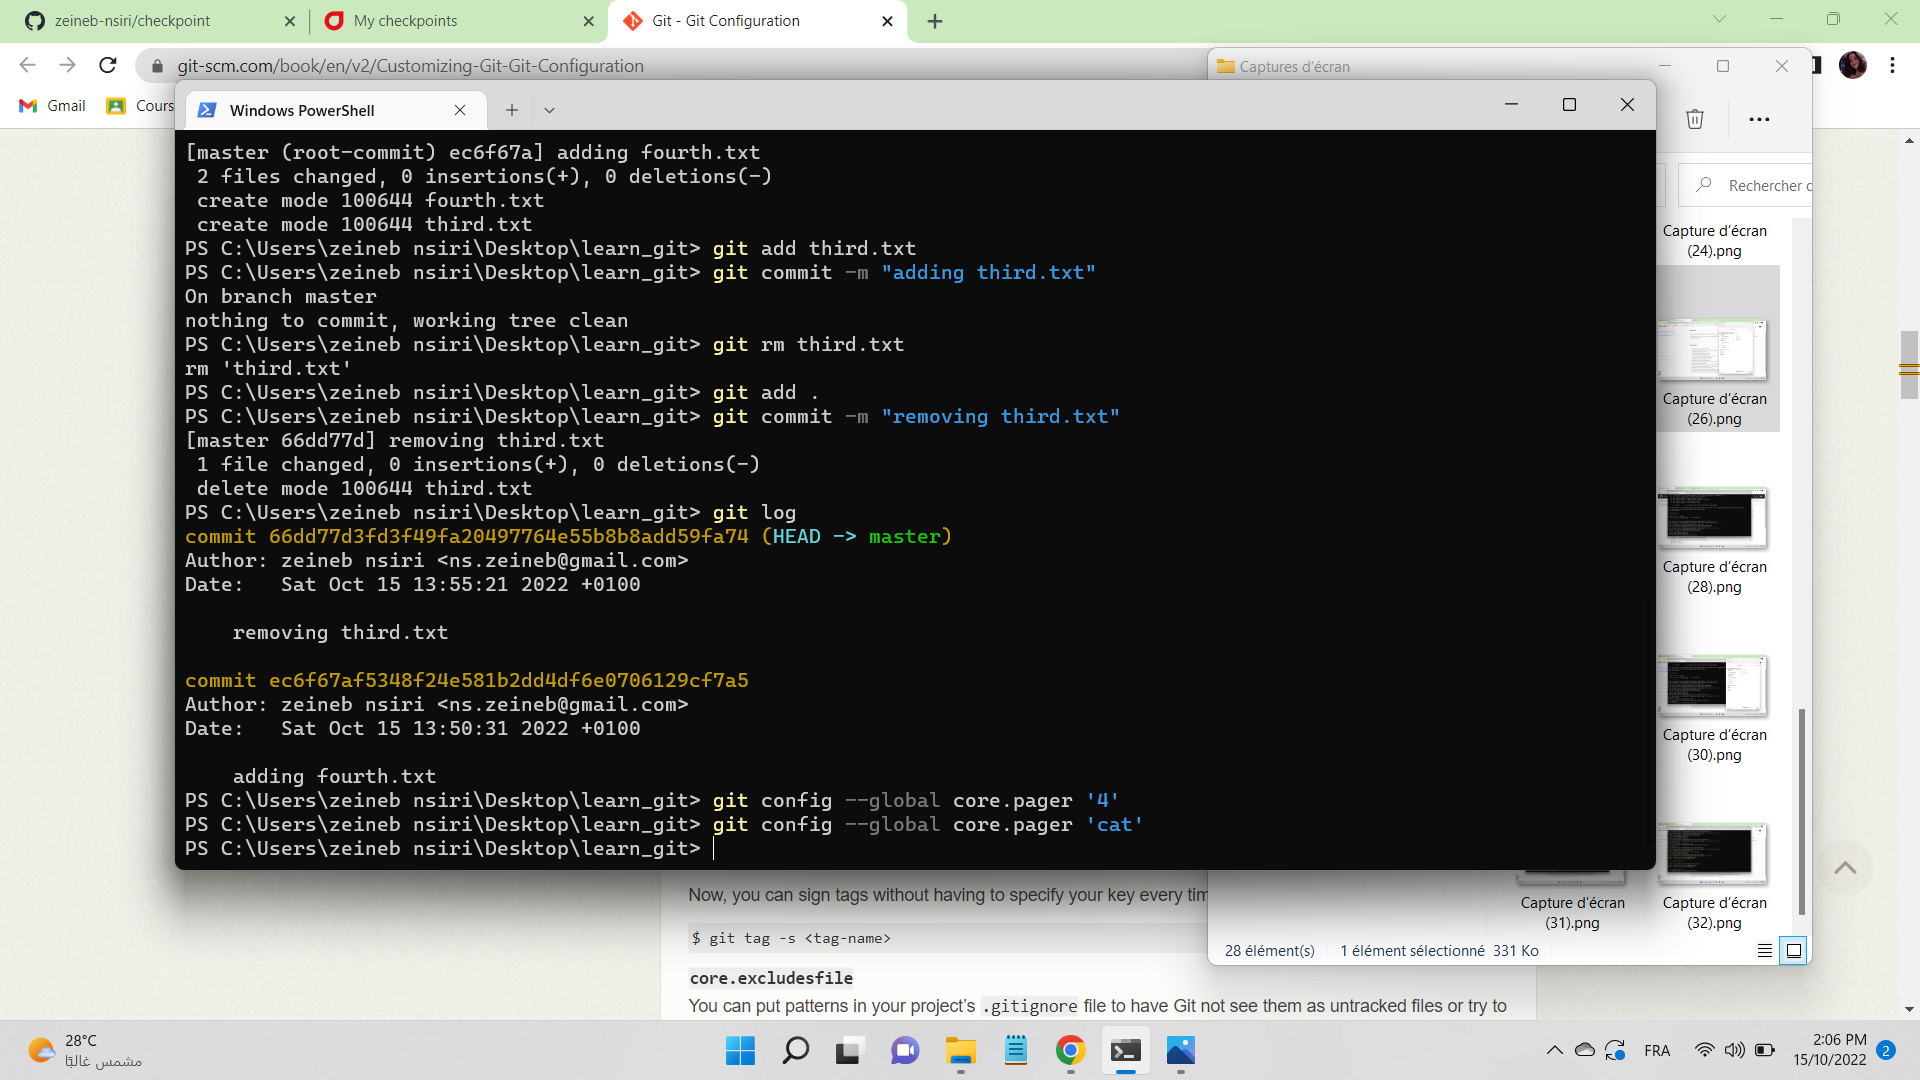 zeineb-nsiri/checkpoint
My checkpoints
Git - Git Configuration
git-scm.com/book/en/v2/Customizing-Git-Git-Configuration
Captures d'écran
Gmail
Cours
Windows PowerShell
[master (root-commit) ec6f67a] adding fourth.txt
 2 files changed, 0 insertions(+), 0 deletions(-)
 create mode 100644 fourth.txt
 create mode 100644 third.txt
PS C:\Users\zeineb nsiri\Desktop\learn_git> git add third.txt
PS C:\Users\zeineb nsiri\Desktop\learn_git> git commit -m "adding third.txt"
On branch master
nothing to commit, working tree clean
PS C:\Users\zeineb nsiri\Desktop\learn_git> git rm third.txt
rm 'third.txt'
PS C:\Users\zeineb nsiri\Desktop\learn_git> git add .
PS C:\Users\zeineb nsiri\Desktop\learn_git> git commit -m "removing third.txt"
[master 66dd77d] removing third.txt
 1 file changed, 0 insertions(+), 0 deletions(-)
 delete mode 100644 third.txt
PS C:\Users\zeineb nsiri\Desktop\learn_git> git log
commit 66dd77d3fd3f49fa20497764e55b8b8add59fa74 (HEAD -> master)
Author: zeineb nsiri <ns.zeineb@gmail.com>
Date:   Sat Oct 15 13:55:21 2022 +0100
    removing third.txt
commit ec6f67af5348f24e581b2dd4df6e0706129cf7a5
Author: zeineb nsiri <ns.zeineb@gmail.com>
Date:   Sat Oct 15 13:50:31 2022 +0100
    adding fourth.txt
PS C:\Users\zeineb nsiri\Desktop\learn_git> git config --global core.pager '4'
PS C:\Users\zeineb nsiri\Desktop\learn_git> git config --global core.pager 'cat'
PS C:\Users\zeineb nsiri\Desktop\learn_git>
Rechercher d
Capture d'écran
(24).png
Capture d'écran
(26).png
Capture d'écran
(28).png
Capture d'écran
(30).png
Capture d'écran
(31).png
Capture d'écran
(32).png
28 élément(s)
1 élément sélectionné 331 Ko
Now, you can sign tags without having to specify your key every tim
$ git tag -s <tag-name>
core.excludesfile
You can put patterns in your project's .gitignore file to have Git not see them as untracked files or try to
28°C
مشمس غالبًا
FRA
2:06 PM
15/10/2022
2